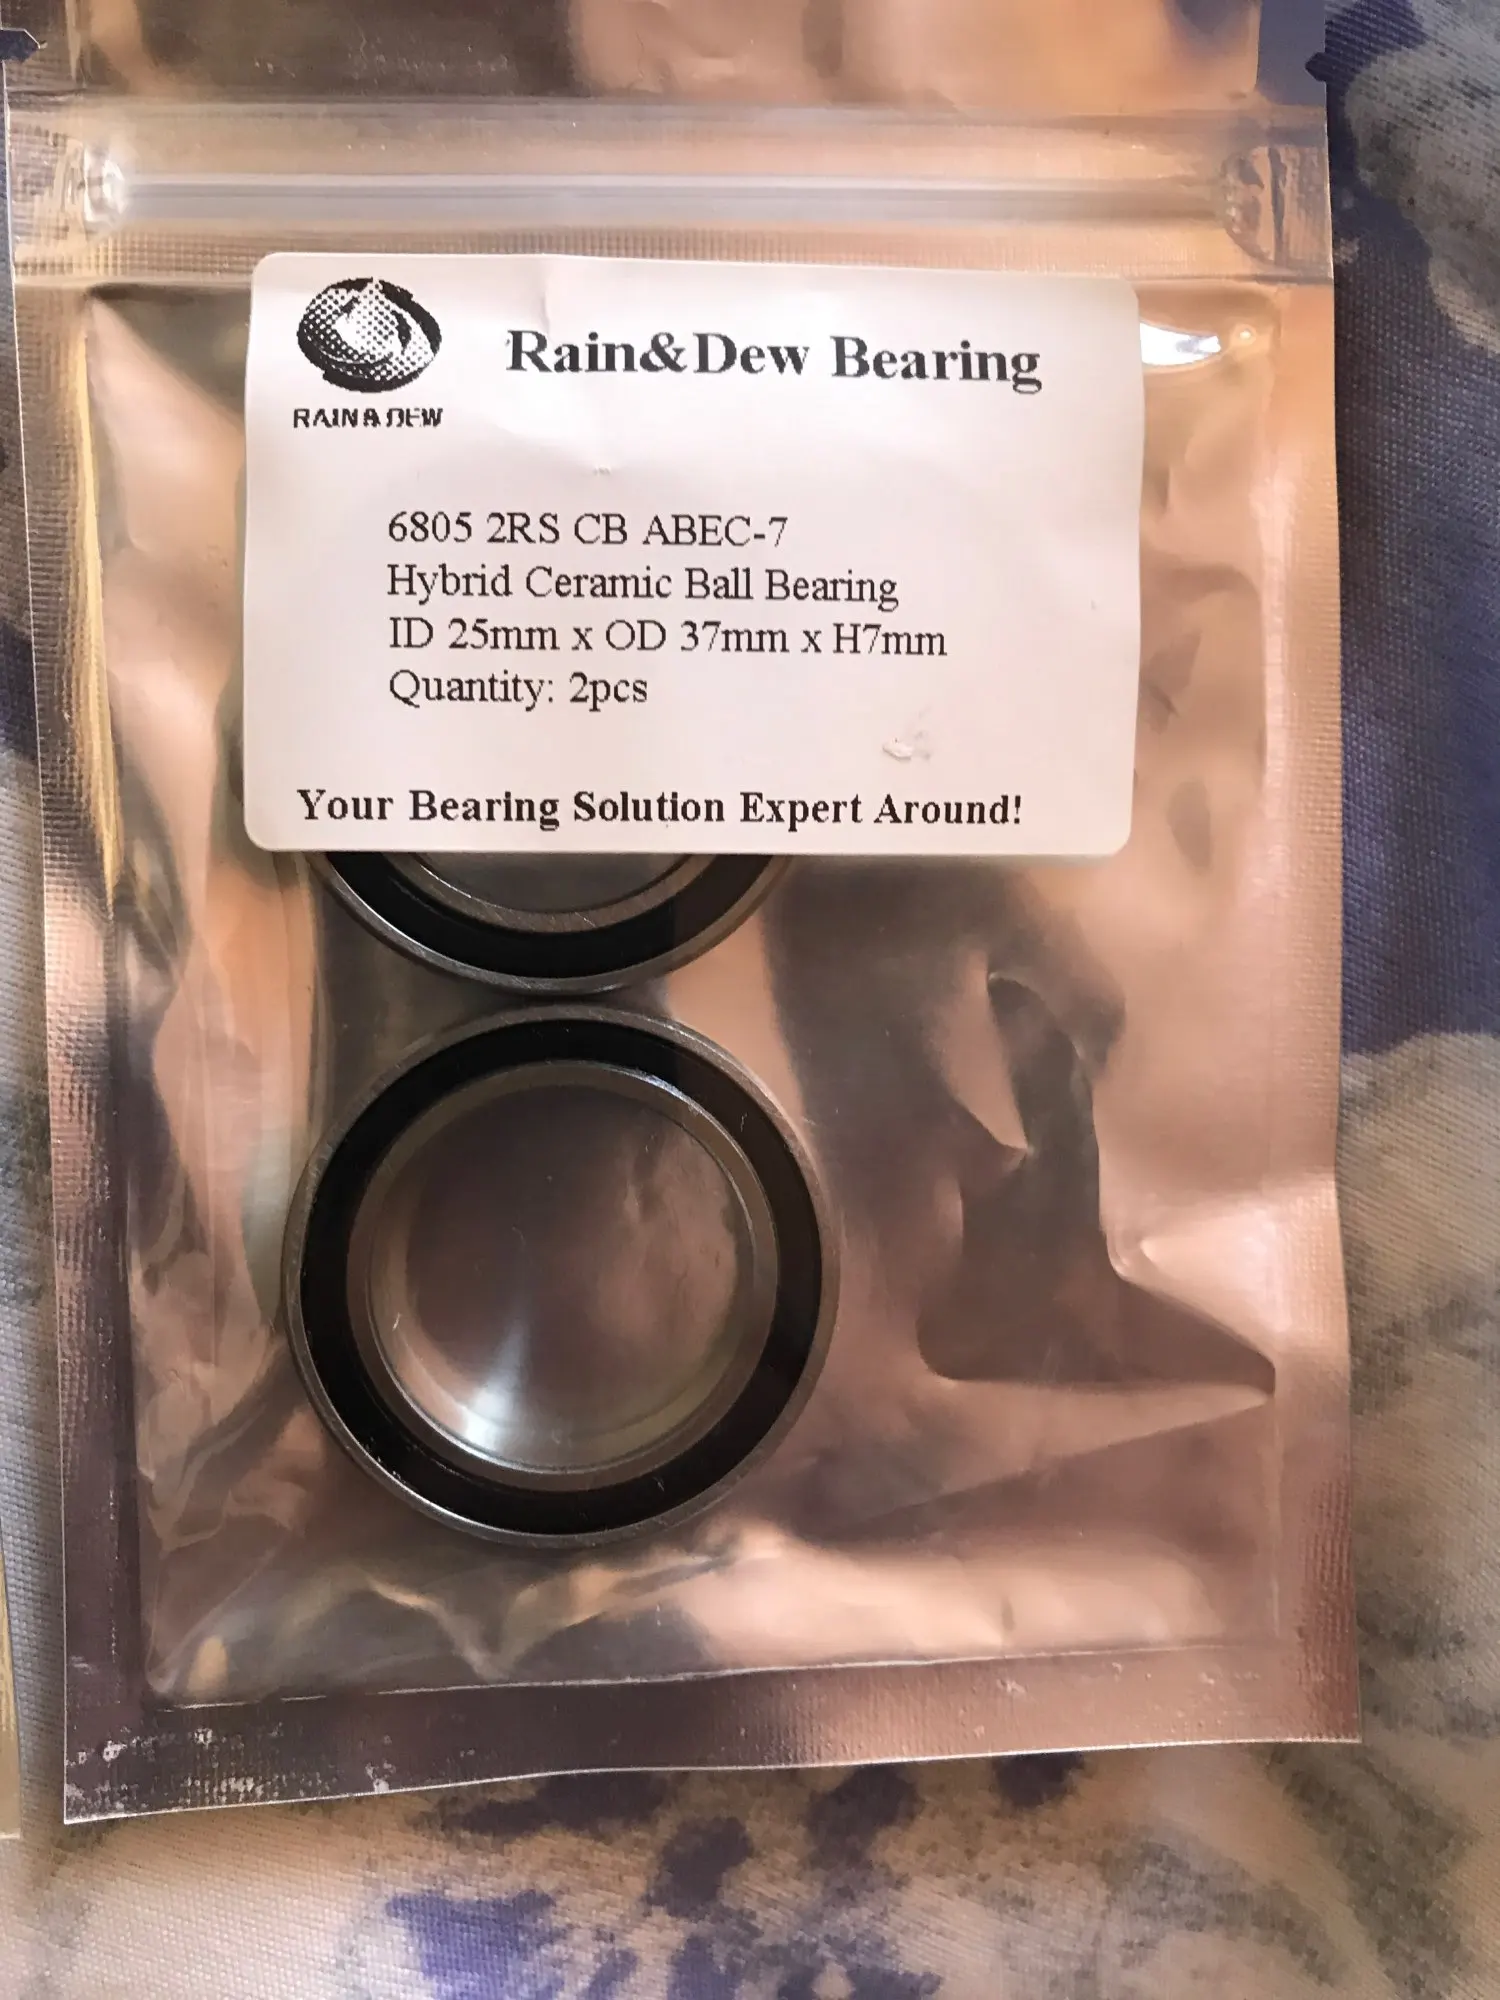 Rain&Dew Bearing
RAIN & DEW
6805 2RS CB ABEC-7
Hybrid Ceramic Ball Bearing
ID 25mm x OD 37mm x H7mm
Quantity: 2pcs
Your Bearing Solution Expert Around!